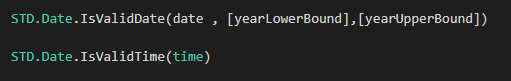 STD.Date.IsValidDate(date , [yearLowerBound],[yearUpperBound])
STD.Date.IsValidTime(time)